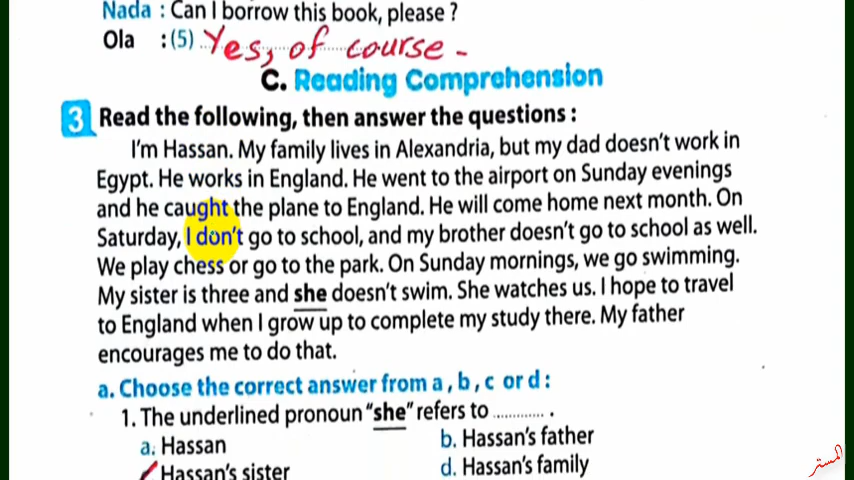 Nada : Can I borrow this book, please ?
Ola : (5) Yes, of course -
C. Reading Comprehension
3 Read the following, then answer the questions :
I'm Hassan. My family lives in Alexandria, but my dad doesn't work in
Egypt. He works in England. He went to the airport on Sunday evenings
and he caught the plane to England. He will come home next month. On
Saturday, I don't go to school, and my brother doesn't go to school as well.
We play chess or go to the park. On Sunday mornings, we go swimming.
My sister is three and she doesn't swim. She watches us. I hope to travel
to England when I grow up to complete my study there. My father
encourages me to do that.
a. Choose the correct answer from a , b , c or d :
1. The underlined pronoun "she" refers to ............ .
a. Hassan b. Hassan's father
Hassan's sister d. Hassan's family